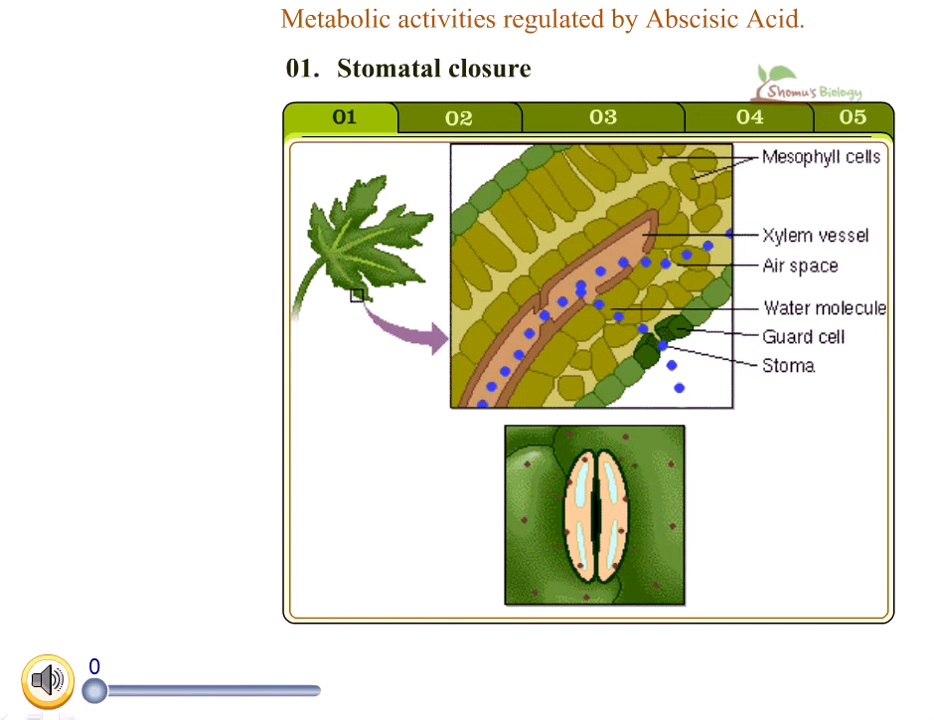 Metabolic activities regulated by Abscisic Acid.
01. Stomatal closure
Shomu's Biology
01 02 03 04 05
Mesophyll cells
Xylem vessel
Air space
Water molecule
Guard cell
Stoma
0